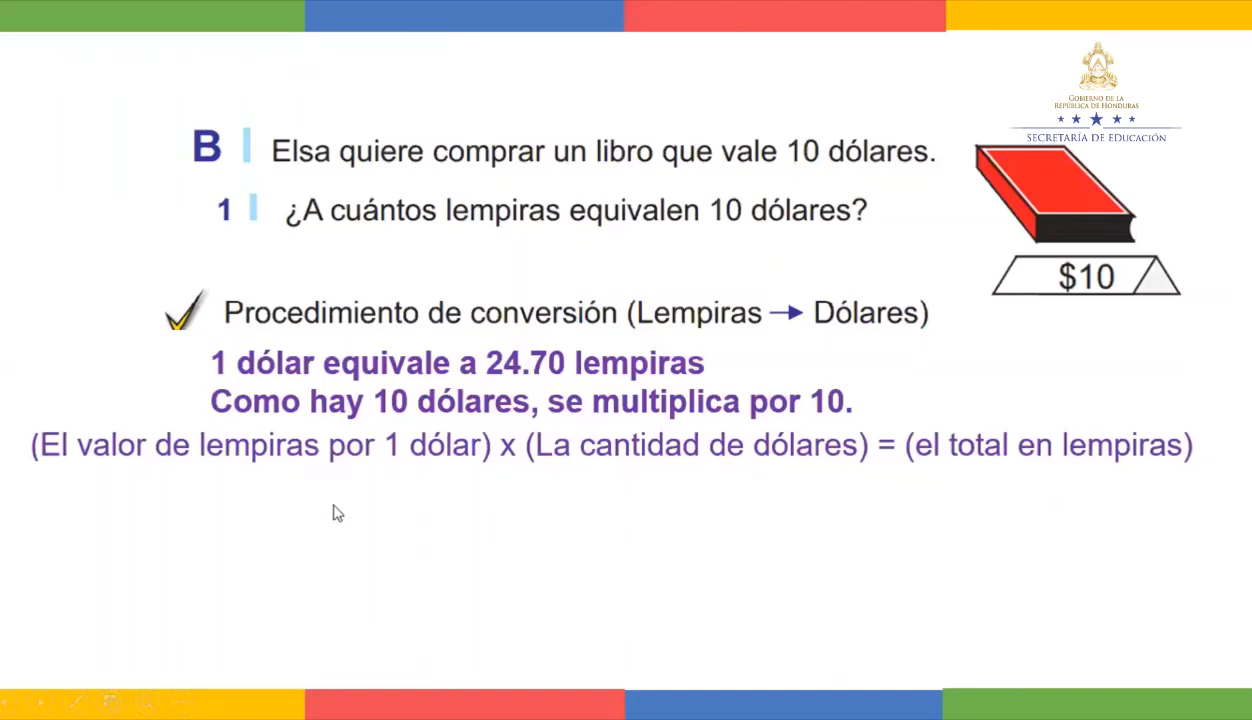 GOBIERNO DE LA
REPÚBLICA DE HONDURAS
SECRETARÍA DE EDUCACIÓN
B Elsa quiere comprar un libro que vale 10 dólares.
1 ¿A cuántos lempiras equivalen 10 dólares?
$10
Procedimiento de conversión (Lempiras → Dólares)
1 dólar equivale a 24.70 lempiras
Como hay 10 dólares, se multiplica por 10.
(El valor de lempiras por 1 dólar) x (La cantidad de dólares) = (el total en lempiras)